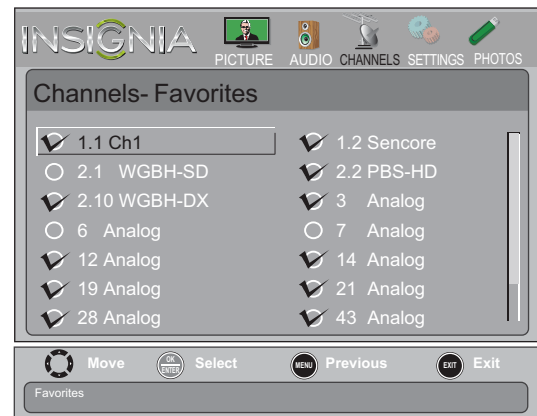 INSIGNIA
PICTURE AUDIO CHANNELS SETTINGS PHOTOS
Channels- Favorites
1.1 Ch1 1.2 Sencore
2.1 WGBH-SD 2.2 PBS-HD
2.10 WGBH-DX 3 Analog
6 Analog 7 Analog
12 Analog 14 Analog
19 Analog 21 Analog
28 Analog 43 Analog
Move OK ENTER Select MENU Previous EXIT Exit
Favorites